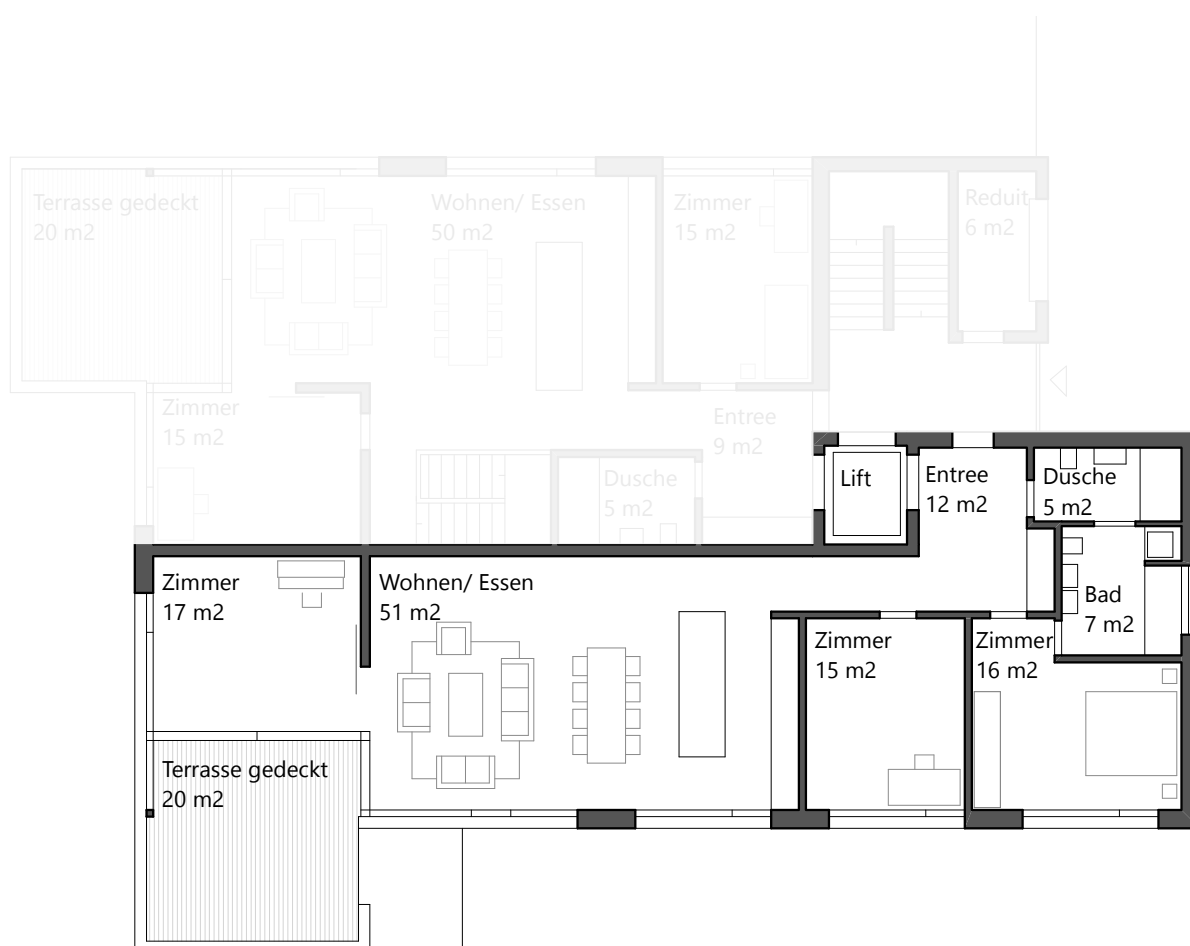 Terrasse gedeckt
20 m2
Wohnen/ Essen
50 m2
Zimmer
15 m2
Reduit
6 m2
Zimmer
15 m2
Entree
9 m2
Dusche
5 m2
Lift
Entree
12 m2
Dusche
5 m2
Zimmer
17 m2
Wohnen/ Essen
51 m2
Bad
7 m2
Zimmer
15 m2
Zimmer
16 m2
Terrasse gedeckt
20 m2